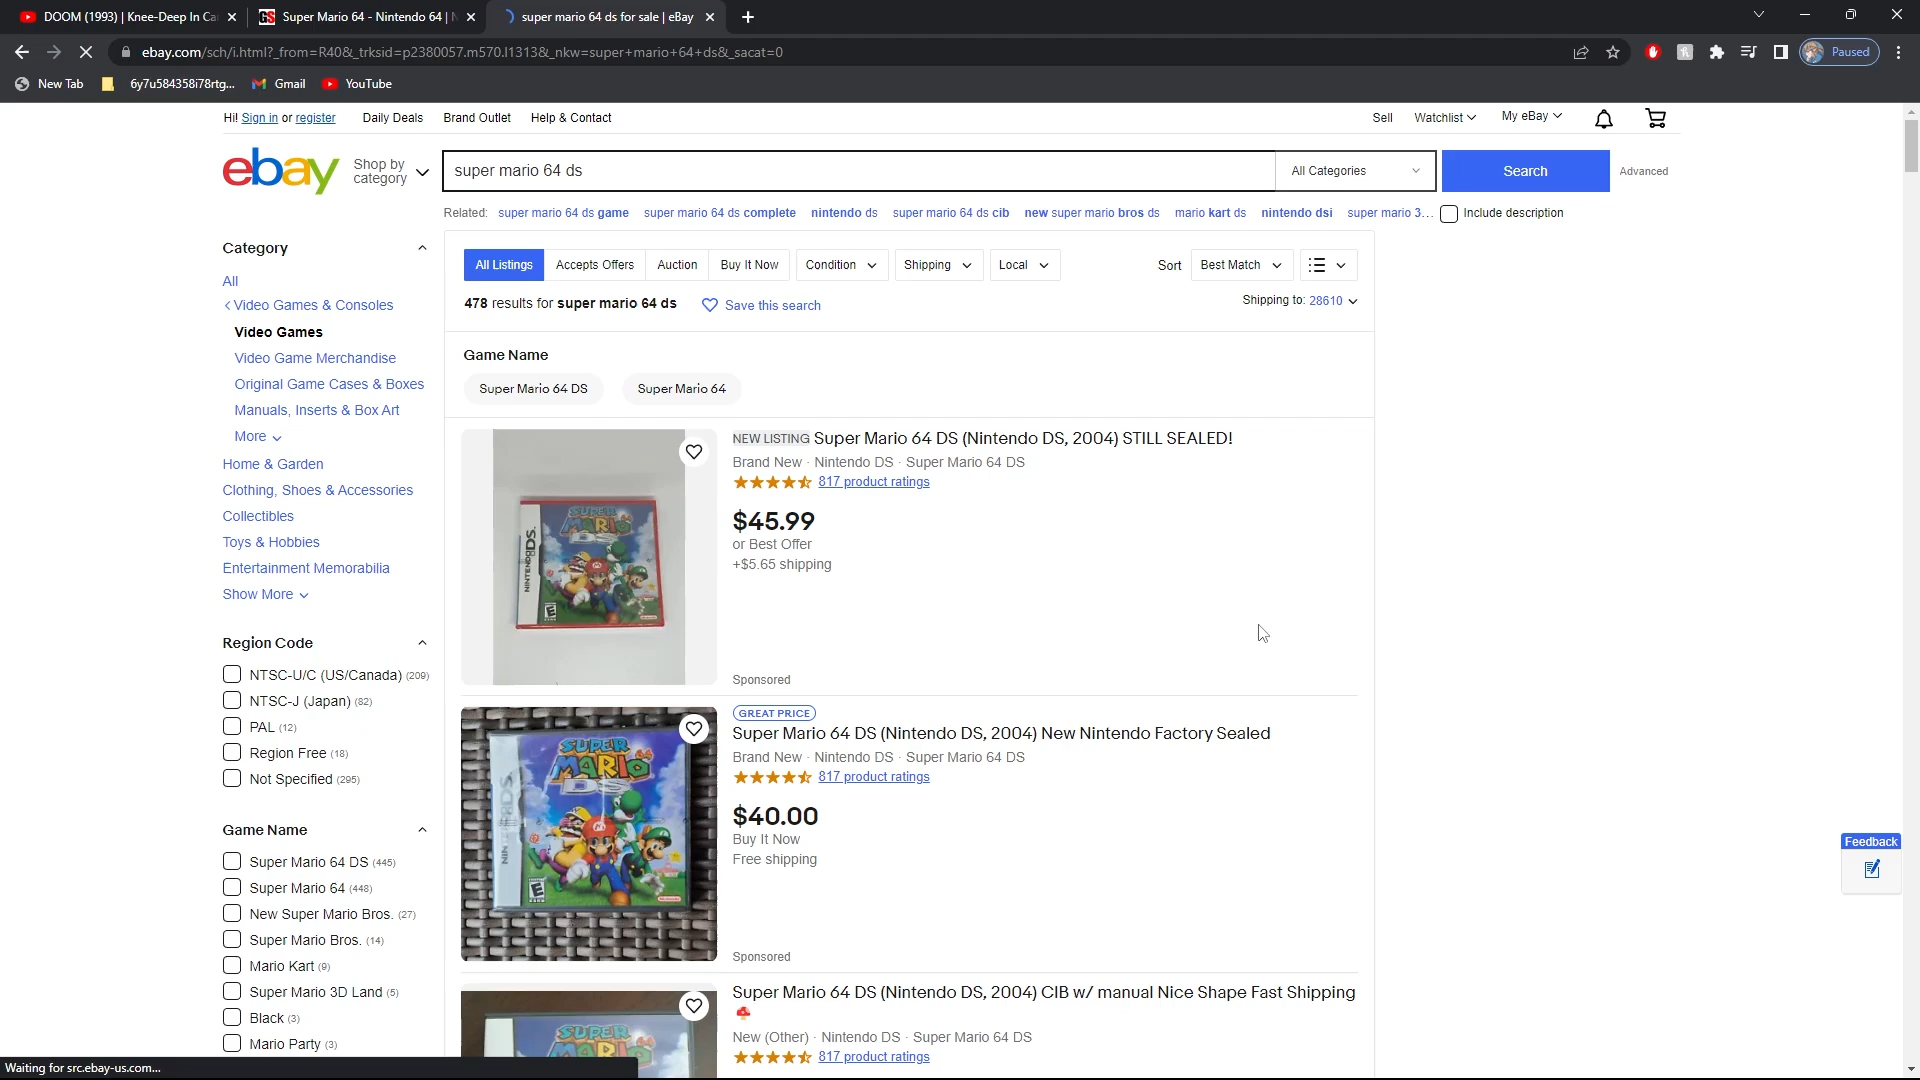 DOOM (1993) | Knee-Deep In Ca
GS Super Mario 64 - Nintendo 64 |
super mario 64 ds for sale | eBay
ebay.com/sch/i.html?_from=R40&_trksid=p2380057.m570.l1313&_nkw=super+mario+64+ds&_sacat=0
Paused
New Tab
6y7u584358i78rtg...
Gmail
YouTube
Hi! Sign in or register
Daily Deals
Brand Outlet
Help & Contact
Sell
Watchlist
My eBay
ebay
Shop by
category
super mario 64 ds
All Categories
Search
Advanced
Related: super mario 64 ds game super mario 64 ds complete nintendo ds super mario 64 ds cib new super mario bros ds mario kart ds nintendo dsi super mario 3...
Include description
Category
All
Video Games & Consoles
Video Games
Video Game Merchandise
Original Game Cases & Boxes
Manuals, Inserts & Box Art
More
Home & Garden
Clothing, Shoes & Accessories
Collectibles
Toys & Hobbies
Entertainment Memorabilia
Show More
Region Code
NTSC-U/C (US/Canada) (209)
NTSC-J (Japan) (82)
PAL (12)
Region Free (18)
Not Specified (295)
Game Name
Super Mario 64 DS (445)
Super Mario 64 (448)
New Super Mario Bros. (27)
Super Mario Bros. (14)
Mario Kart (9)
Super Mario 3D Land (5)
Black (3)
Mario Party (3)
All Listings
Accepts Offers
Auction
Buy It Now
Condition
Shipping
Local
Sort
Best Match
478 results for super mario 64 ds
Save this search
Shipping to: 28610
Game Name
Super Mario 64 DS
Super Mario 64
NINTENDO DS
SUPER
MARIO
DS
E
NEW LISTING Super Mario 64 DS (Nintendo DS, 2004) STILL SEALED!
Brand New · Nintendo DS · Super Mario 64 DS
817 product ratings
$45.99
or Best Offer
+$5.65 shipping
Sponsored
SUPER
MARIO 64
DS
E
GREAT PRICE
Super Mario 64 DS (Nintendo DS, 2004) New Nintendo Factory Sealed
Brand New · Nintendo DS · Super Mario 64 DS
817 product ratings
$40.00
Buy It Now
Free shipping
Sponsored
SUPER
Super Mario 64 DS (Nintendo DS, 2004) CIB w/ manual Nice Shape Fast Shipping
New (Other) · Nintendo DS · Super Mario 64 DS
817 product ratings
Feedback
Waiting for src.ebay-us.com...